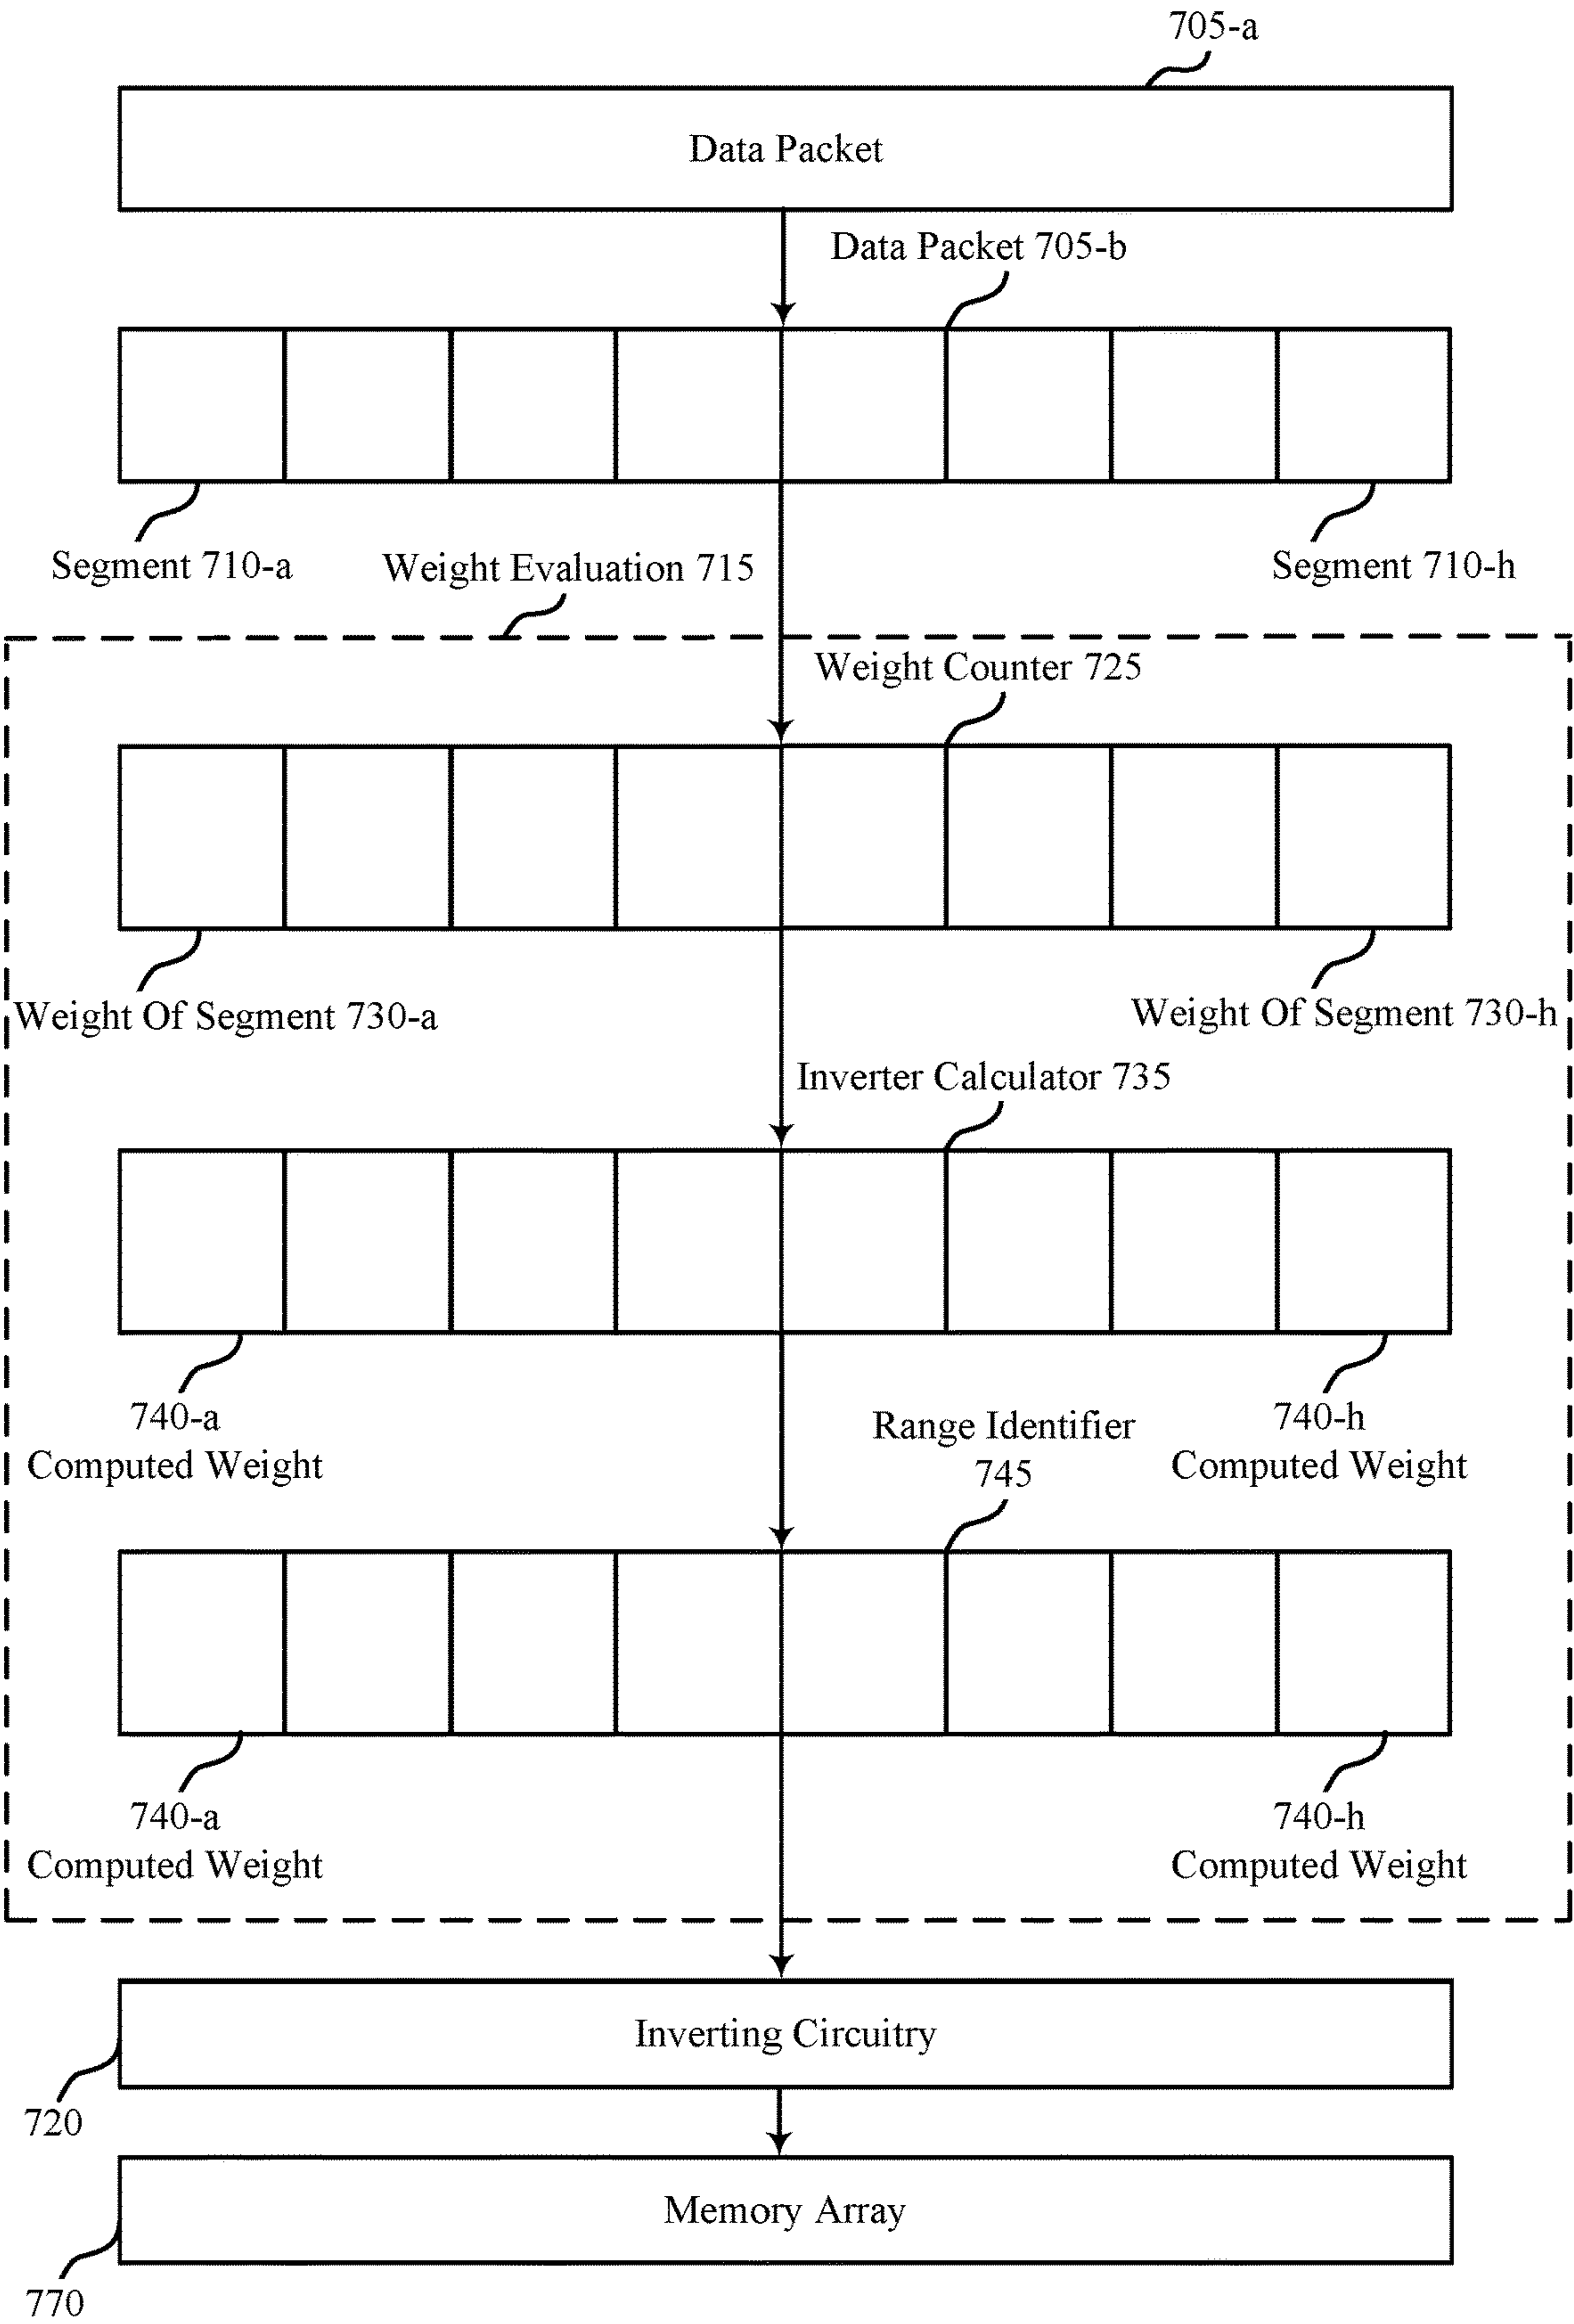 705-a
Data Packet
Data Packet 705-b
Segment 710-a
Weight Evaluation 715
Segment 710-h
Weight Counter 725
Weight Of Segment 730-a
Weight Of Segment 730-h
Inverter Calculator 735
740-a
Computed Weight
Range Identifier
745
740-h
Computed Weight
740-a
Computed Weight
740-h
Computed Weight
Inverting Circuitry
720
Memory Array
770